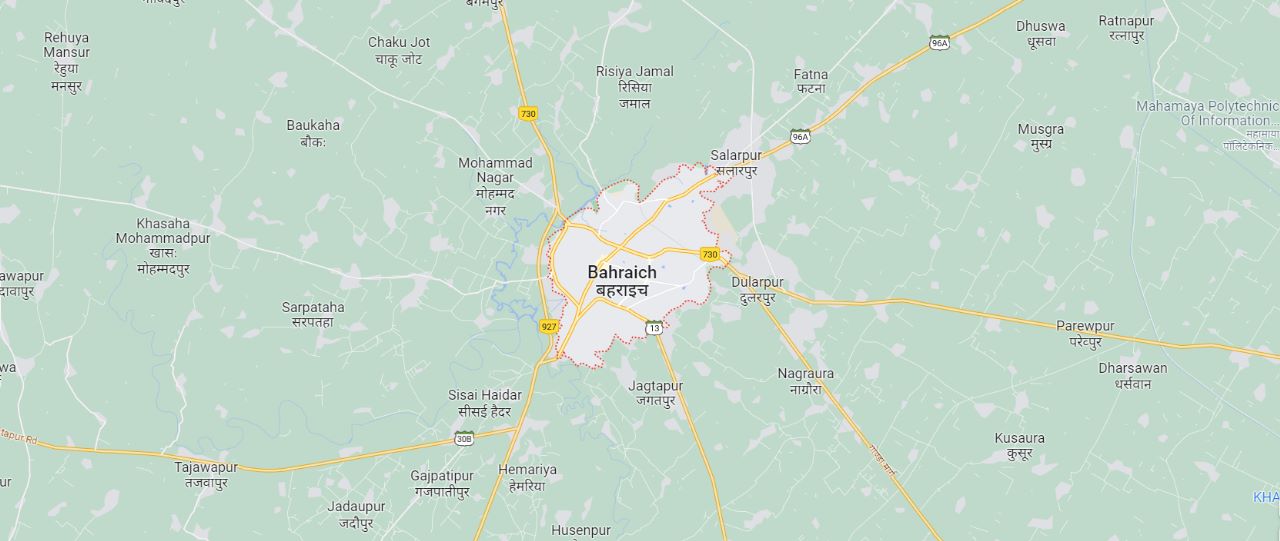 बेगमपुर
Rehuya
Mansur
रेहुया
मनसुर
Chaku Jot
चाकू जोट
Risiya Jamal
रिसिया
जमाल
Fatna
फटना
Dhuswa
धूसवा
Ratnapur
रत्नापुर
96A
Mahamaya Polytechnic
Of Information...
महामाया
पॉलिटेकनिक...
730
Baukaha
बौकः
96A
Musgra
मुस्ग्र
Mohammad
Nagar
मोहम्मद
नगर
Salarpur
सलारपुर
Khasaha
Mohammadpur
खासः
मोहम्मदपुर
730
Bahraich
बहराइच
Dularpur
दुलरपुर
awapur
दावापुर
Sarpataha
सरपतहा
927
13
Parewpur
परेव्पुर
Dharsawan
धर्सवान
wa
Nagraura
नाग्रौरा
Jagtapur
जगतपुर
Sisai Haidar
सीसई हैदर
tapur Rd
30B
Kusaura
कुसूर
Tajawapur
तजवापुर
Gajpatipur
गजपातीपुर
Hemariya
हेमरिया
ur
KHA
Jadaupur
जदौपुर
Husenpur